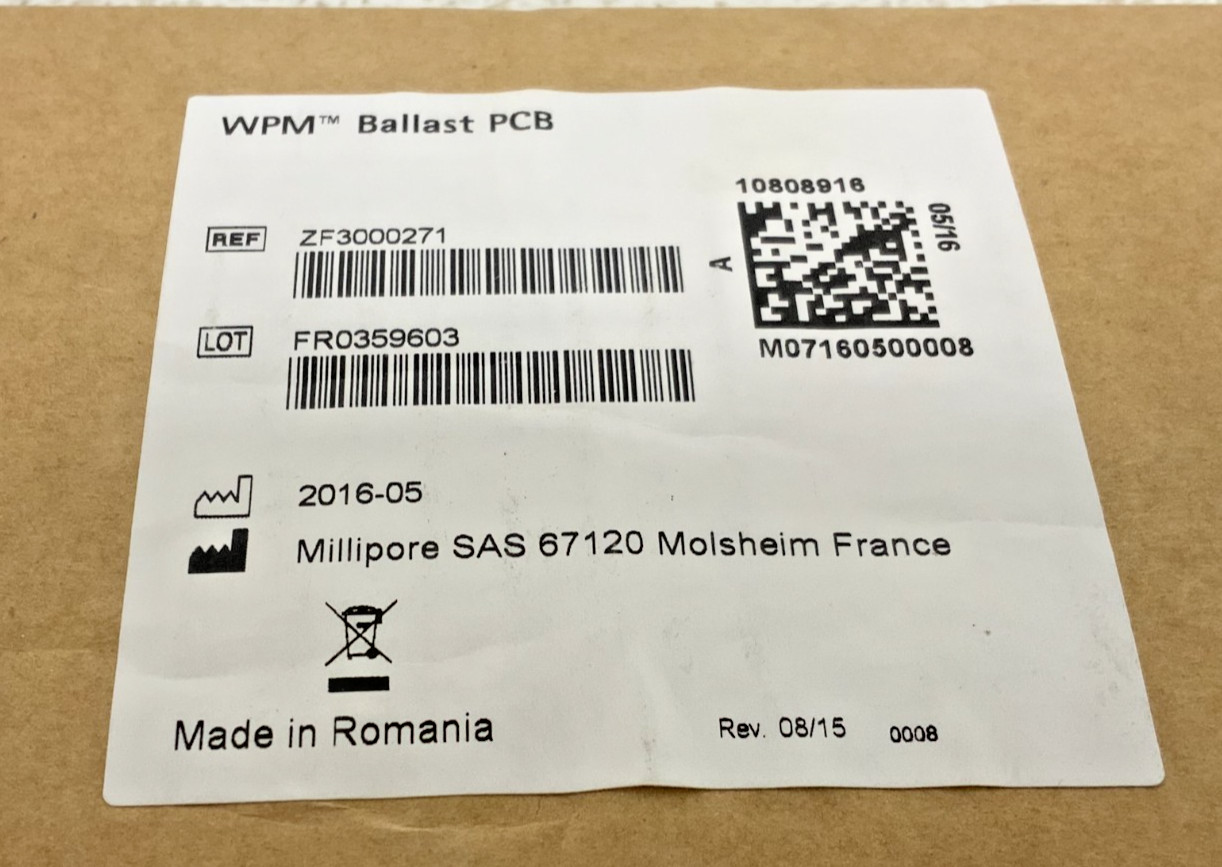 WPM™ Ballast PCB
10808916
05/16
REF ZF3000271
A
LOT FR0359603
M07160500008
2016-05
Millipore SAS 67120 Molsheim France
Made in Romania
Rev. 08/15 0008